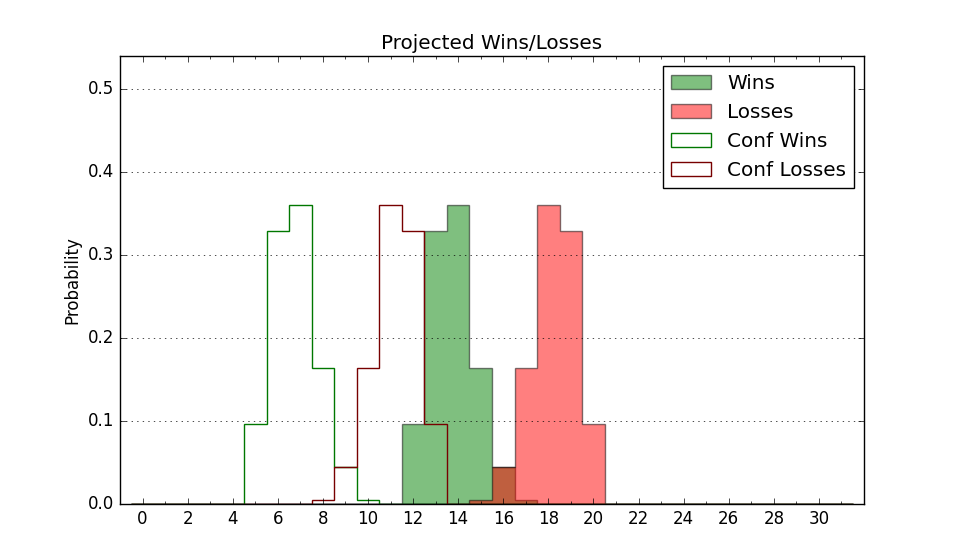 Projected Wins/Losses
0.5
0.4
0.3
0.2
0.1
0.0
Probability
Wins
Losses
Conf Wins
Conf Losses
0 2 4 6 8 10 12 14 16 18 20 22 24 26 28 30